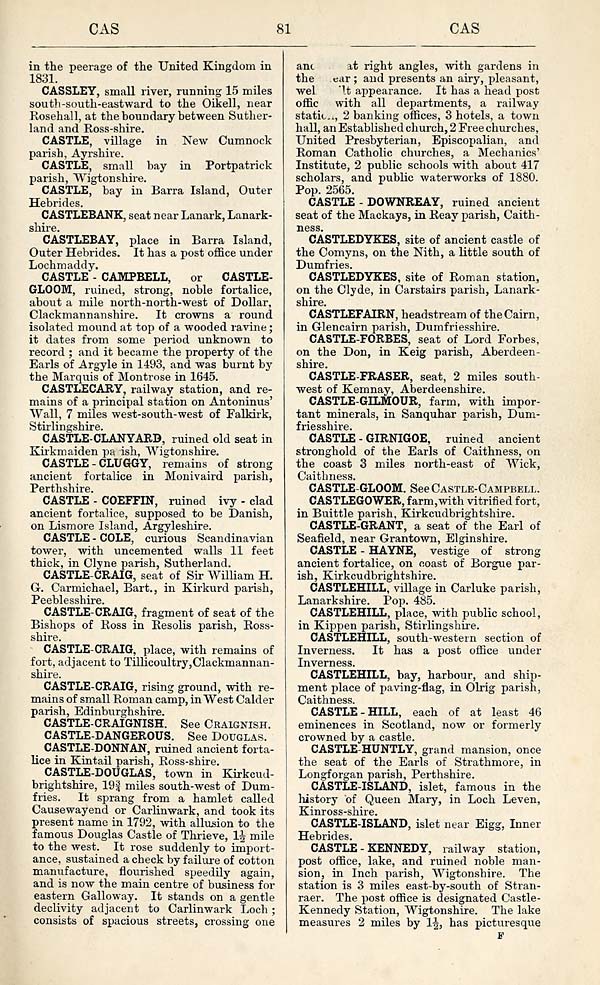 CAS 81 CAS
in the peerage of the United Kingdom in
1831.
CASSLEY, small river, running 15 miles
south-south-eastward to the Oikell, near
Rosehall, at the boundary between Suther-
land and Ross-shire.
CASTLE, village in New Cumnock
parish, Ayrshire.
CASTLE, small bay in Portpatrick
parish, Wigtonshire.
CASTLE, bay in Barra Island, Outer
Hebrides.
CASTLEBANK, seat near Lanark, Lanark-
shire.
CASTLEBAY, place in Barra Island,
Outer Hebrides. It has a post office under
Lochmaddy.
CASTLE-CAMPBELL, or CASTLE-
GLOOM, ruined, strong, noble fortalice,
about a mile north-north-west of Dollar,
Clackmannanshire. It crowns a round
isolated mound at top of a wooded ravine;
it dates from some period unknown to
record; and it became the property of the
Earls of Argyle in 1493, and was burnt by
the Marquis of Montrose in 1645.
CASTLECARY, railway station, and re-
mains of a principal station on Antoninus'
Wall, 7 miles west-south-west of Falkirk,
Stirlingshire.
CASTLE-CLANYARD, ruined old seat in
Kirkmaiden pa ish, Wigtonshire.
CASTLE-CLUGGY, remains of strong
ancient fortalice in Monivaird parish,
Perthshire.
CASTLE-COEFFIN, ruined ivy-clad
ancient fortalice, supposed to be Danish,
on Lismore Island, Argyleshire.
CASTLE-COLE, curious Scandinavian
tower, with uncemented walls 11 feet
thick, in Clyne parish, Sutherland.
CASTLE-CRAIG, seat of Sir William H.
G. Carmichael, Bart., in Kirkurd parish,
Peeblesshire.
CASTLE-CRAIG, fragment of seat of the
Bishops of Ross in Resolis parish, Ross-
shire.
CASTLE-CRAIG, place, with remains of
fort, adjacent to Tillicoultry, Clackmannan-
shire.
CASTLE-CRAIG, rising ground, with re-
mains of small Roman camp, in West Calder
parish, Edinburghshire.
CASTLE-CRAIGNISH. See CRAIGNISH.
CASTLE-DANGEROUS. See DOUGLAS.
CASTLE-DONNAN, ruined ancient forta-
lice in Kintail parish, Ross-shire.
CASTLE-DOUGLAS, town in Kirkcud-
brightshire, 19¾ miles south-west of Dum-
fries. It sprang from a hamlet called
Causewayend or Carlinwark, and took its
present name in 1792, with allusion to the
famous Douglas Castle of Thrieve, 1½ mile
to the west. It rose suddenly to import-
ance, sustained a check by failure of cotton
manufacture, flourished speedily again,
and is now the main centre of business for
eastern Galloway. It stands on a gentle
declivity adjacent to Carlinwark Loch;
consists of spacious streets, crossing one
an at right angles, with gardens in
the ear; and presents an airy, pleasant,
wel lt appearance. It has a head post
offic with all departments, a railway
static.., 2 banking offices, 3 hotels, a town
hall, an Established church, 2 Free churches,
United Presbyterian, Episcopalian, and
Roman Catholic churches, a Mechanics'
Institute, 2 public schools with about 417
scholars, and public waterworks of 1880.
Pop. 2565.
CASTLE-DOWNREAY, ruined ancient
seat of the Mackays, in Reay parish, Caith-
ness.
CASTLEDYKES, site of ancient castle of
the Comyns, on the Nith, a little south of
Dumfries.
CASTLEDYKES, site of Roman station,
on the Clyde, in Carstairs parish, Lanark-
shire.
CASTLEFAIRN, headstream of the Cairn,
in Glencairn parish, Dumfriesshire.
CASTLE-FORBES, seat of Lord Forbes,
on the Don, in Keig parish, Aberdeen-
shire.
CASTLE-FRASER, seat, 2 miles south-
west of Kemnay, Aberdeenshire.
CASTLE-GILMOUR, farm, with impor-
tant minerals, in Sanquhar parish, Dum-
friesshire.
CASTLE-GIRNIGOE, ruined ancient
stronghold of the Earls of Caithness, on
the coast 3 miles north-east of Wick,
Caithness.
CASTLE-GLOOM. See CASTLE-CAMPBELL.
CASTLEGOWER, farm, with vitrified fort,
in Buittle parish, Kirkcudbrightshire.
CASTLE-GRANT, a seat of the Earl of
Seafield, near Grantown, Elginshire.
CASTLE-HAYNE, vestige of strong
ancient fortalice, on coast of Borgue par-
ish, Kirkcudbrightshire.
CASTLEHILL, village in Carluke parish,
Lanarkshire. Pop. 485.
CASTLEHILL, place, with public school,
in Kippen parish, Stirlingshire.
CASTLEHILL, south-western section of
Inverness. It has a post office under
Inverness.
CASTLEHILL, bay, harbour, and ship-
ment place of paving-flag, in Olrig parish,
Caithness.
CASTLE-HILL, each of at least 46
eminences in Scotland, now or formerly
crowned by a castle.
CASTLE-HUNTLY, grand mansion, once
the seat of the Earls of Strathmore, in
Longforgan parish, Perthshire.
CASTLE-ISLAND, islet, famous in the
history of Queen Mary, in Loch Leven,
Kinross-shire.
CASTLE-ISLAND, islet near Eigg, Inner
Hebrides.
CASTLE-KENNEDY, railway station,
post office, lake, and ruined noble man-
sion, in Inch parish, Wigtonshire. The
station is 3 miles east-by-south of Stran-
raer. The post office is designated Castle-
Kennedy Station, Wigtonshire. The lake
measures 2 miles by 1½, has picturesque
F